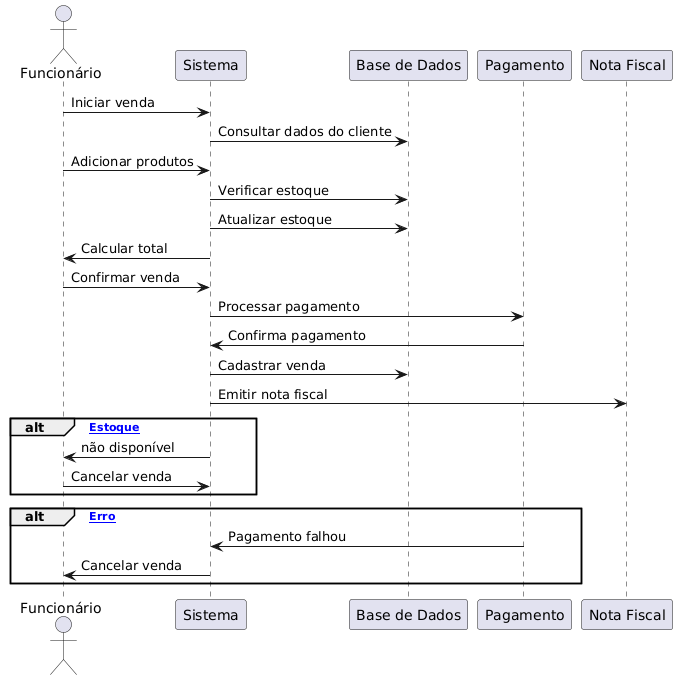 Funcionário
Sistema
Base de Dados
Pagamento
Nota Fiscal
Iniciar venda
Consultar dados do cliente
Adicionar produtos
Verificar estoque
Atualizar estoque
Calcular total
Confirmar venda
Processar pagamento
Confirma pagamento
Cadastrar venda
Emitir nota fiscal
alt Estoque
não disponível
Cancelar venda
alt Erro
Pagamento falhou
Cancelar venda
Funcionário
Sistema
Base de Dados
Pagamento
Nota Fiscal